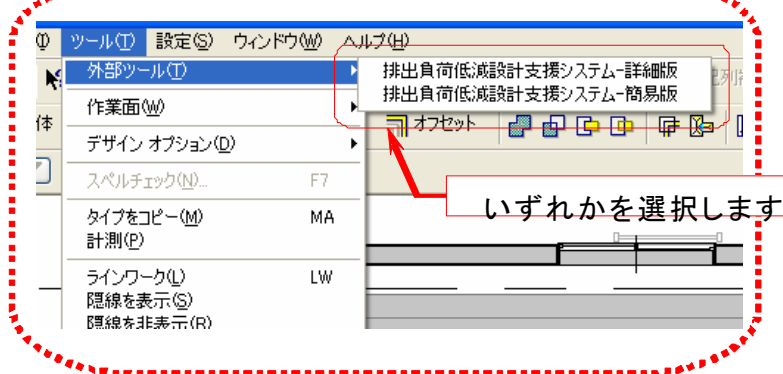 ツール(T) 設定(S) ウィンドウ(W) ヘルプ(H)
外部ツール(T)
排出負荷低減設計支援システム-詳細版
排出負荷低減設計支援システム-簡易版
作業面(W)
体
オフセット
デザイン オプション(D)
スペルチェック(N)... F7
いずれかを選択します
タイプをコピー(M) MA
計測(P)
ラインワーク(L) LW
隠線を表示(S)
隠線を非表示(R)